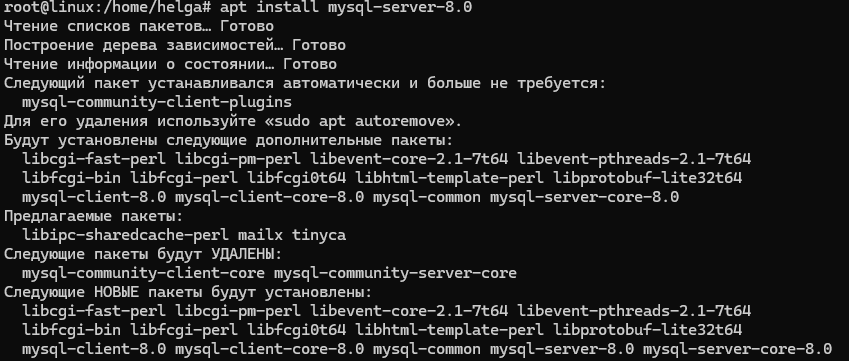 root@linux:/home/helga# apt install mysql-server-8.0
Чтение списков пакетов… Готово
Построение дерева зависимостей… Готово
Чтение информации о состоянии… Готово
Следующий пакет устанавливался автоматически и больше не требуется:
  mysql-community-client-plugins
Для его удаления используйте «sudo apt autoremove».
Будут установлены следующие дополнительные пакеты:
  libcgi-fast-perl libcgi-pm-perl libevent-core-2.1-7t64 libevent-pthreads-2.1-7t64
  libfcgi-bin libfcgi-perl libfcgi0t64 libhtml-template-perl libprotobuf-lite32t64
  mysql-client-8.0 mysql-client-core-8.0 mysql-common mysql-server-core-8.0
Предлагаемые пакеты:
  libipc-sharedcache-perl mailx tinyca
Следующие пакеты будут УДАЛЕНЫ:
  mysql-community-client-core mysql-community-server-core
Следующие НОВЫЕ пакеты будут установлены:
  libcgi-fast-perl libcgi-pm-perl libevent-core-2.1-7t64 libevent-pthreads-2.1-7t64
  libfcgi-bin libfcgi-perl libfcgi0t64 libhtml-template-perl libprotobuf-lite32t64
  mysql-client-8.0 mysql-client-core-8.0 mysql-common mysql-server-8.0 mysql-server-core-8.0